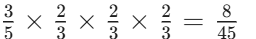 3/5 × 2/3 × 2/3 × 2/3 = 8/45